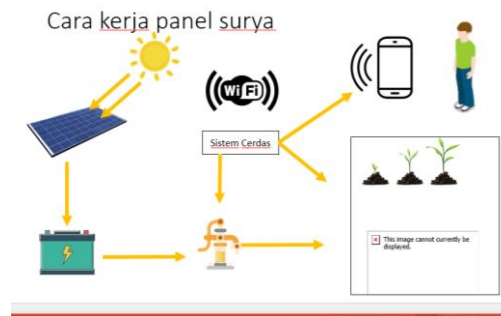 Cara kerja panel surya
WiFi
Sistem Cerdas
This image cannot currently be
displayed.